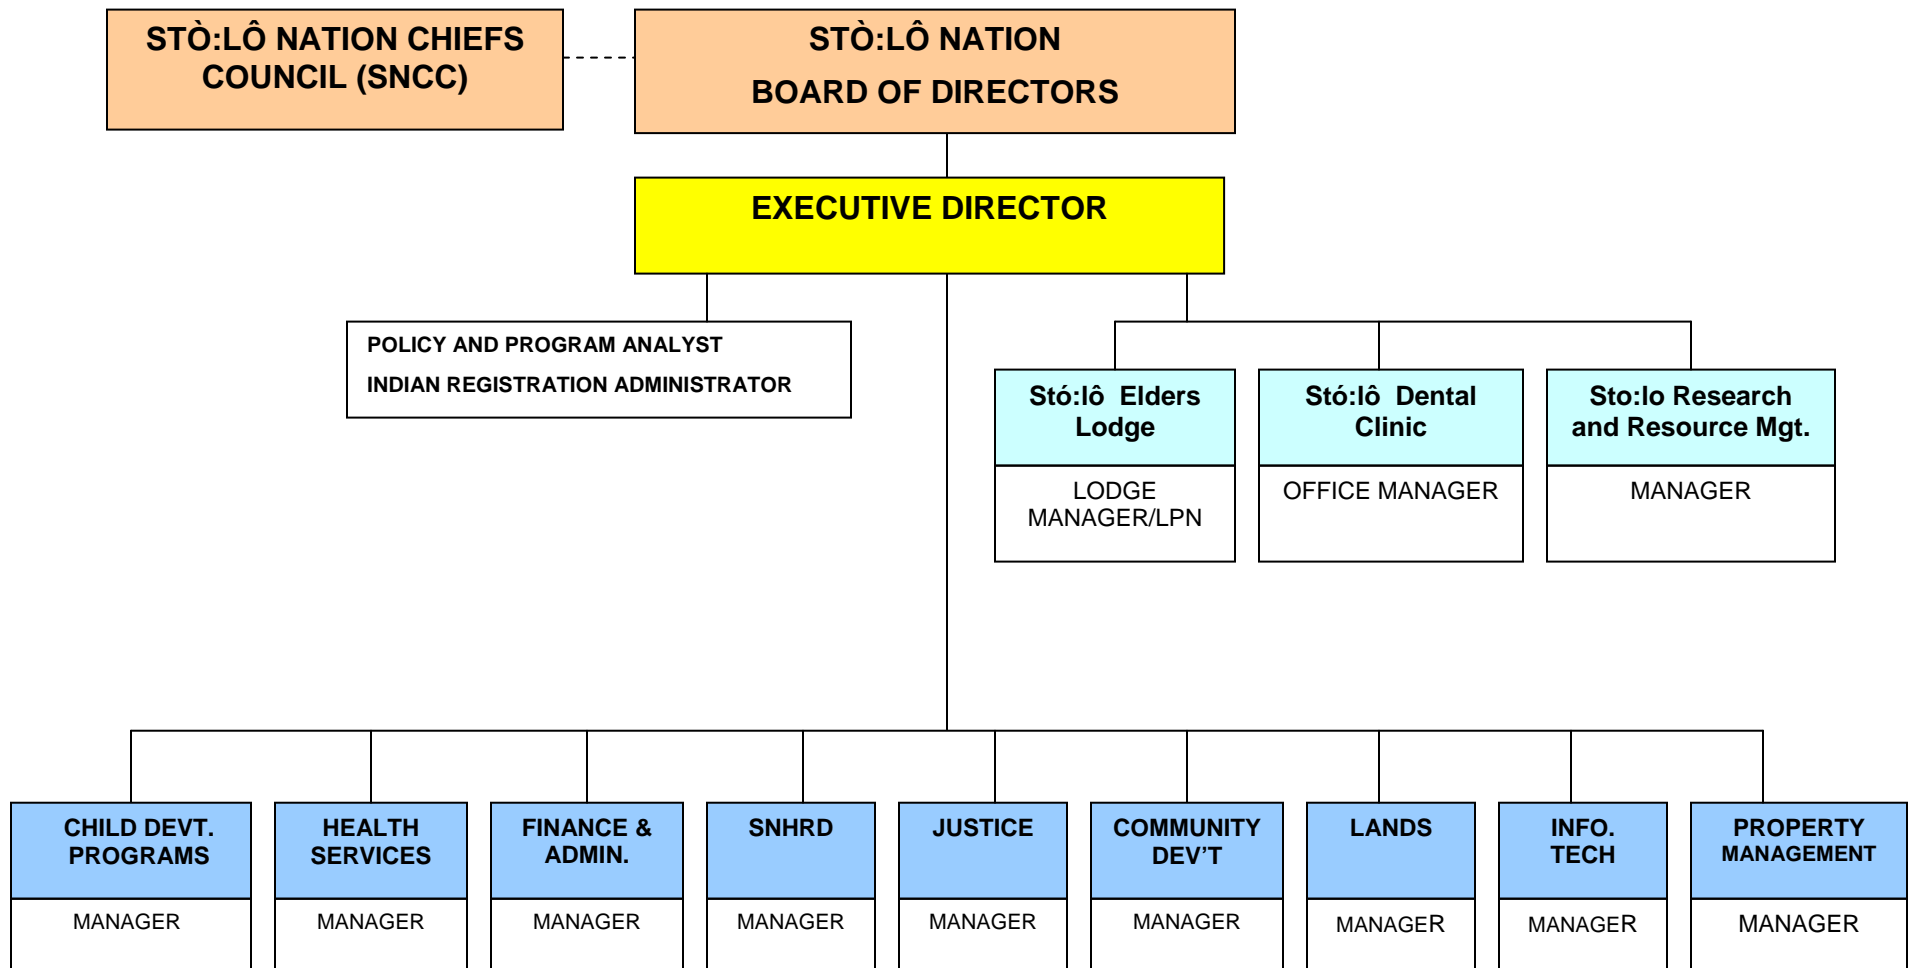 STÒ:LÔ NATION CHIEFS
COUNCIL (SNCC)
STÒ:LÔ NATION
BOARD OF DIRECTORS
EXECUTIVE DIRECTOR
POLICY AND PROGRAM ANALYST
INDIAN REGISTRATION ADMINISTRATOR
Stó:lô Elders
Lodge
LODGE
MANAGER/LPN
Stó:lô Dental
Clinic
OFFICE MANAGER
Sto:lo Research
and Resource Mgt.
MANAGER
CHILD DEVT.
PROGRAMS
MANAGER
HEALTH
SERVICES
MANAGER
FINANCE &
ADMIN.
MANAGER
SNHRD
MANAGER
JUSTICE
MANAGER
COMMUNITY
DEV’T
MANAGER
LANDS
MANAGER
INFO.
TECH
MANAGER
PROPERTY
MANAGEMENT
MANAGER